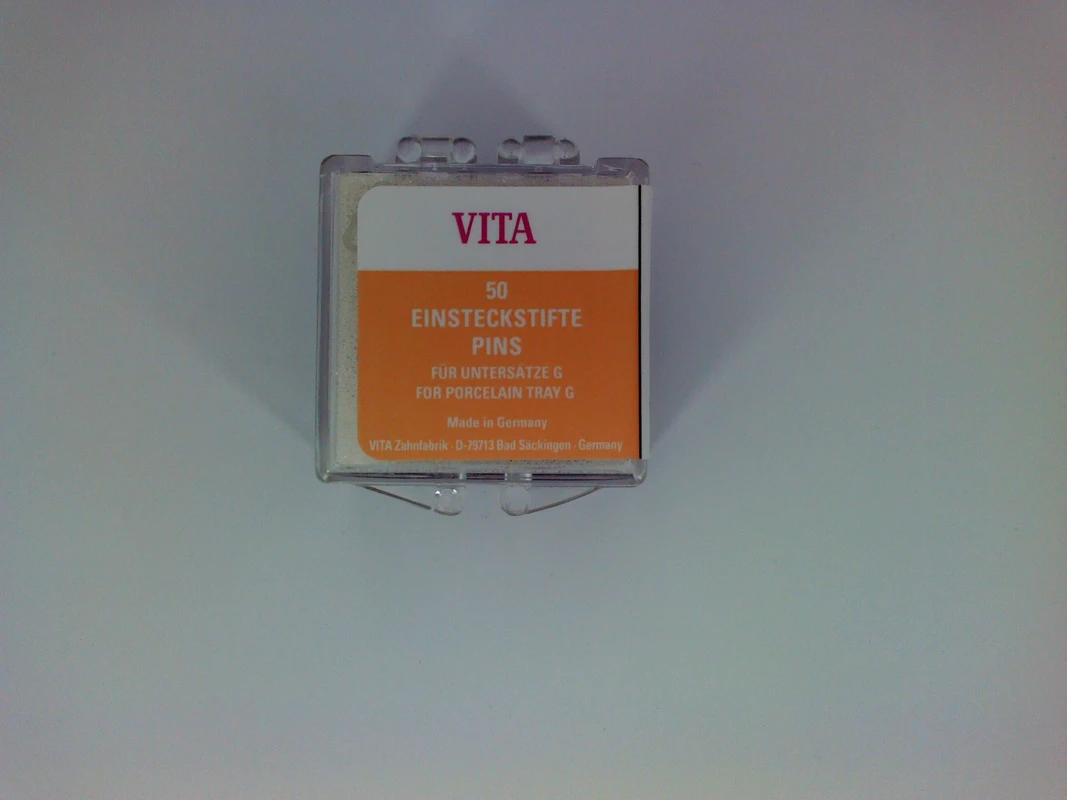 VITA
50
EINSTECKSTIFTE
PINS
FÜR UNTERSÄTZE G
FOR PORCELAIN TRAY G
Made in Germany
VITA Zahnfabrik · D-79713 Bad Säckingen · Germany